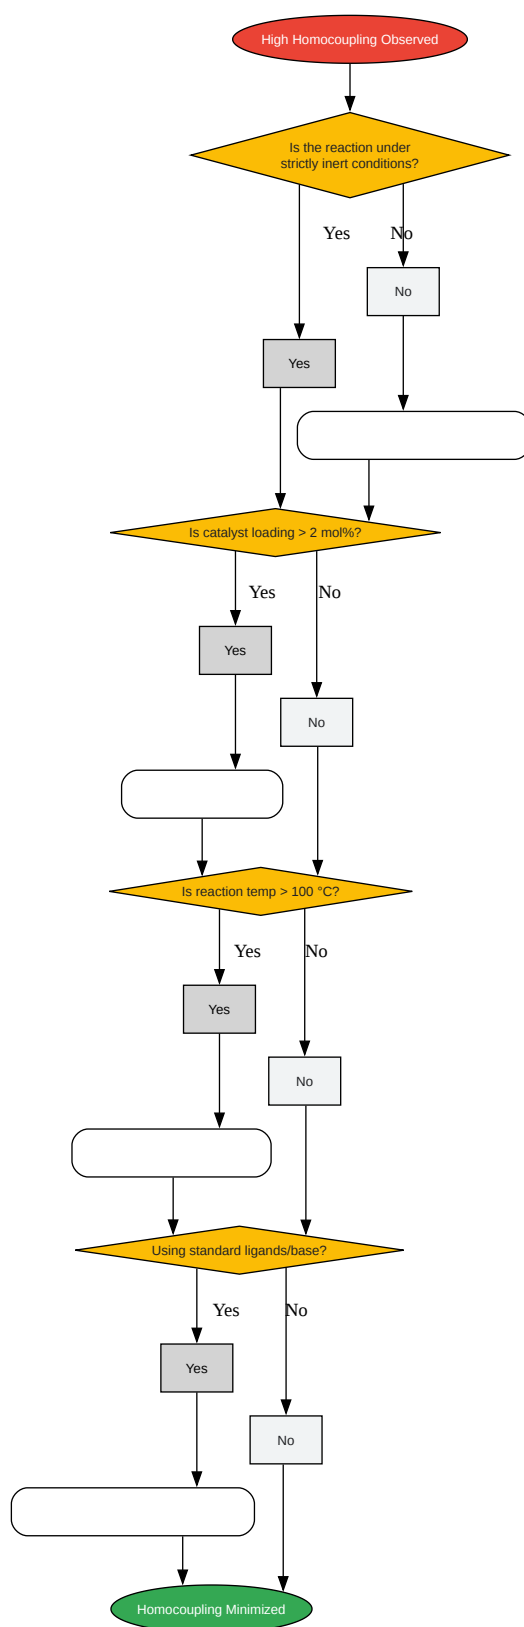 High Homocoupling Observed
Is the reaction under
strictly inert conditions?
Yes
No
No
Yes
Is catalyst loading > 2 mol%?
Yes
No
Yes
No
Is reaction temp > 100 °C?
Yes
No
Yes
No
Using standard ligands/base?
Yes
No
Yes
No
Homocoupling Minimized